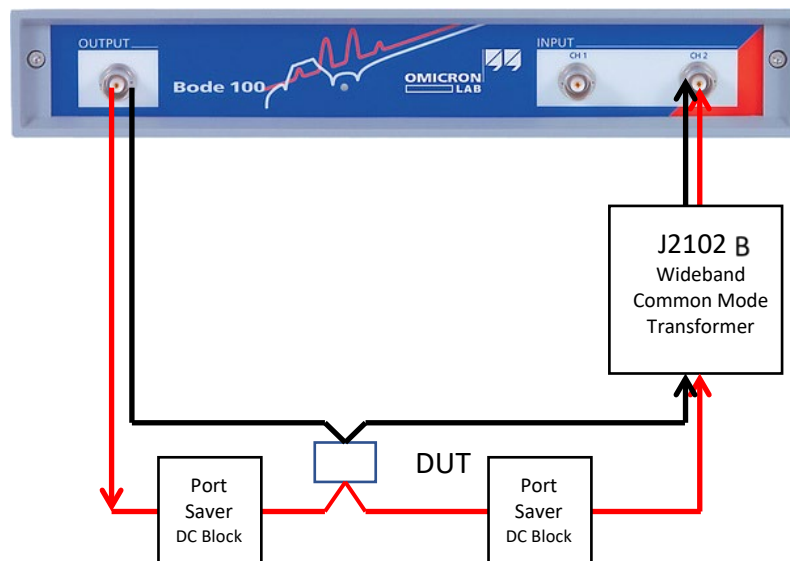 OUTPUT
INPUT
CH 1
CH 2
Bode 100
OMICRON
LAB
J2102 B
Wideband
Common Mode
Transformer
DUT
Port
Saver
DC Block
Port
Saver
DC Block